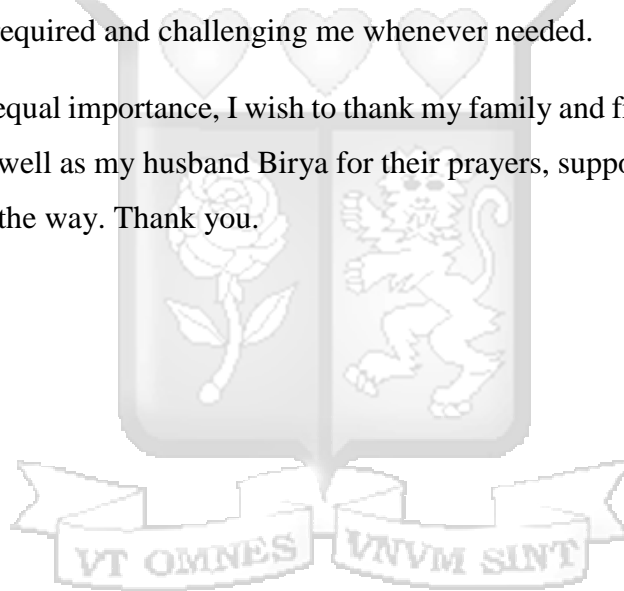 equired and challenging me whenever needed.
equal importance, I wish to thank my family and f
well as my husband Birya for their prayers, suppo
the way. Thank you.
VT OMNES VNVM SINT